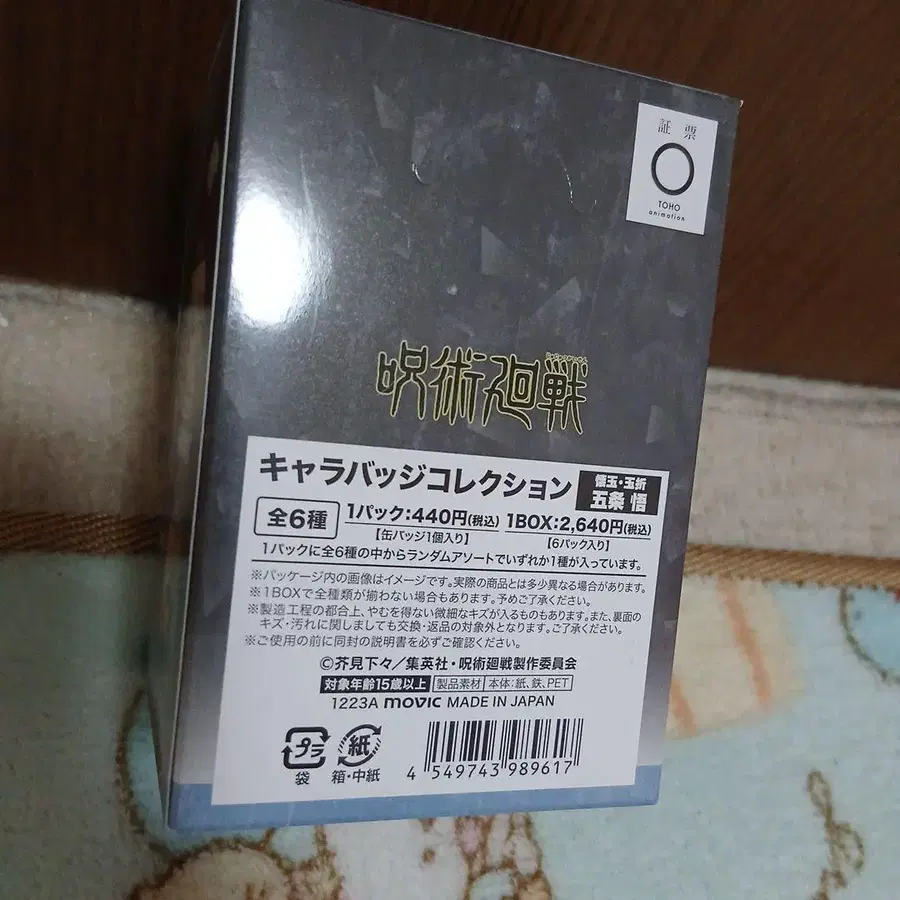 証票
TOHO
animation
呪術廻戦
キャラバッジコレクション
懐玉・玉折
五条 悟
全6種
1パック:440円(税込)
【缶バッジ1個入り】
1BOX:2,640円(税込)
【6パック入り】
1パックに全6種の中からランダムアソートでいずれか1種が入っています。
※パッケージ内の画像はイメージです。実際の商品とは多少異なる場合があります。
※1BOXで全種類が揃わない場合もあります。予めご了承ください。
※製造工程の都合上、やむを得ない微細なキズが入るものもあります。また、裏面の
キズ・汚れに関しましても交換・返品の対象外となります。ご了承ください。
※ご使用の前に同封の説明書を必ずご確認ください。
©芥見下々/集英社・呪術廻戦製作委員会
対象年齢15歳以上 製品素材 本体:紙、鉄、PET
1223A movic MADE IN JAPAN
プラ
袋
紙
箱・中紙
4 549743 989617